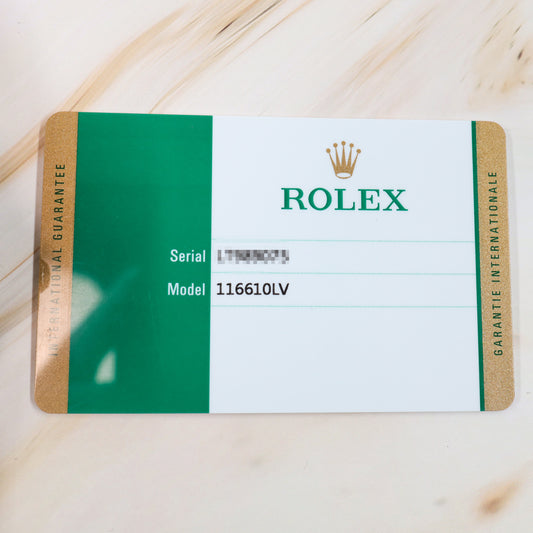 INTERNATIONAL GUARANTEE
ROLEX
Serial
Model 116610LV
GARANTIE INTERNATIONALE